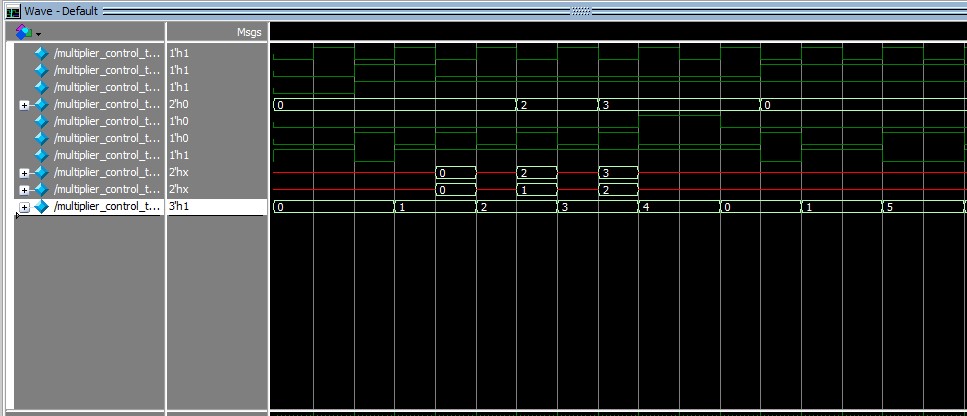 Wave - Default
Msgs
/multiplier_control_t... 1'h1
/multiplier_control_t... 1'h1
/multiplier_control_t... 1'h1
/multiplier_control_t... 2'h0 0 2 3 0
/multiplier_control_t... 1'h0
/multiplier_control_t... 1'h0
/multiplier_control_t... 1'h1
/multiplier_control_t... 2'hx 0 2 3
/multiplier_control_t... 2'hx 0 1 2
/multiplier_control_t... 3'h1 0 1 2 3 4 0 1 5